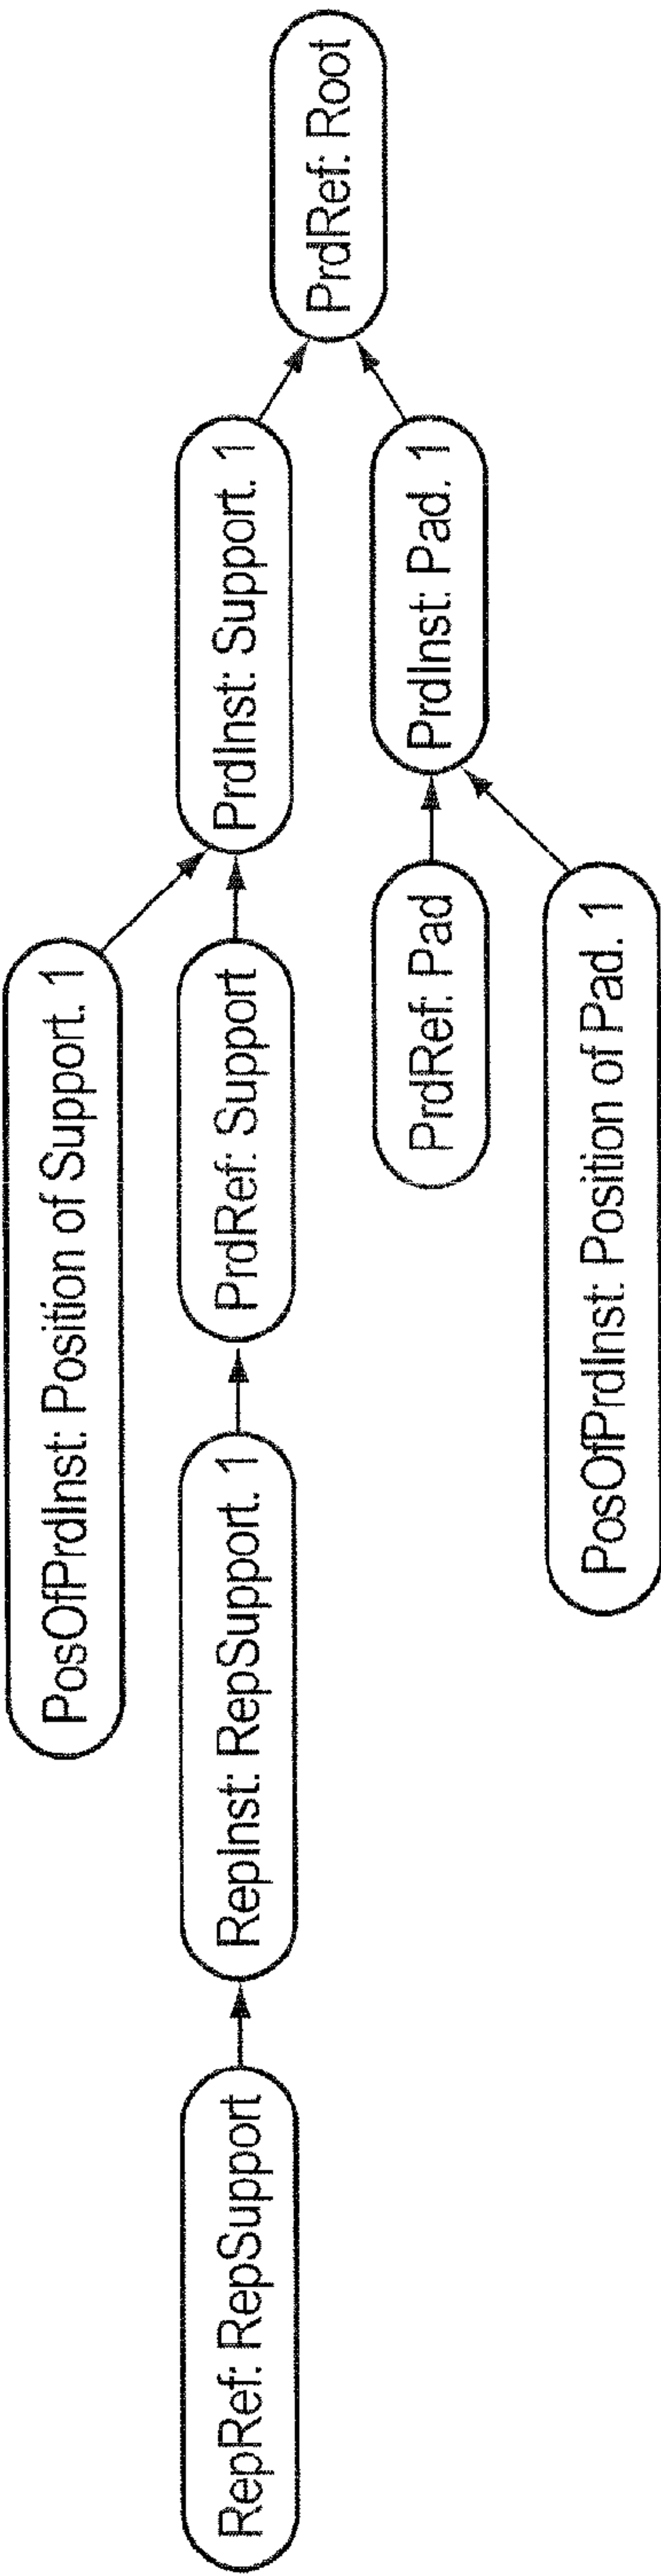 PosOfPrdInst: Position of Support. 1
RepRef: RepSupport
RepInst: RepSupport. 1
PrdRef: Support
PrdInst: Support. 1
PrdRef: Root
PrdRef: Pad
PrdInst: Pad. 1
PosOfPrdInst: Position of Pad. 1